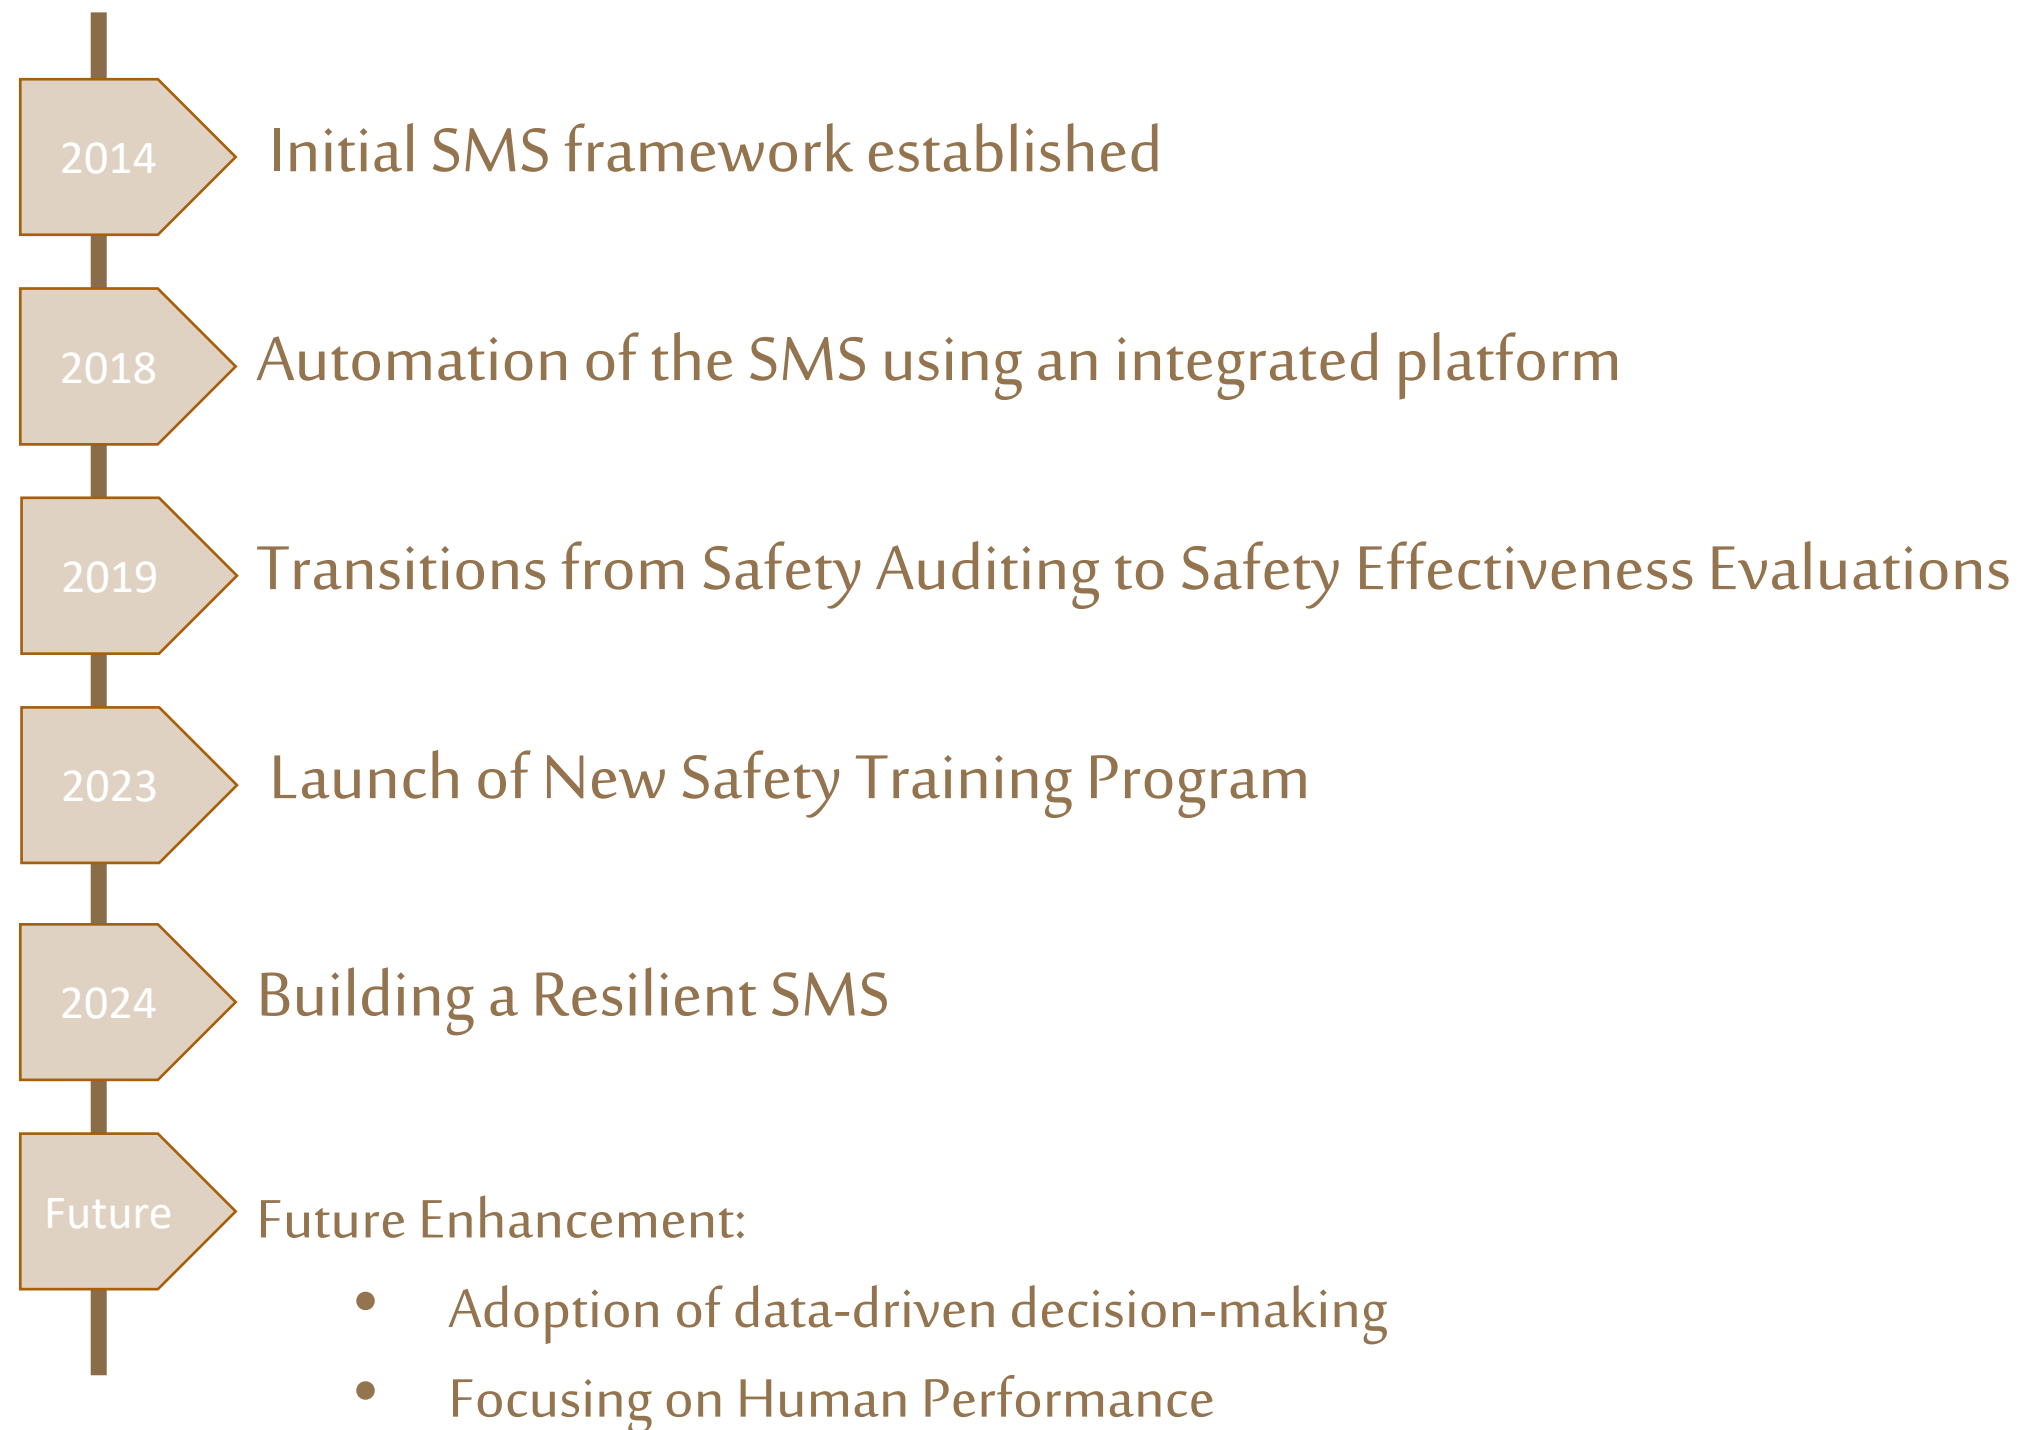 2014
Initial SMS framework established
2018
Automation of the SMS using an integrated platform
2019
Transitions from Safety Auditing to Safety Effectiveness Evaluations
2023
Launch of New Safety Training Program
2024
Building a Resilient SMS
Future
Future Enhancement:
• Adoption of data-driven decision-making
• Focusing on Human Performance